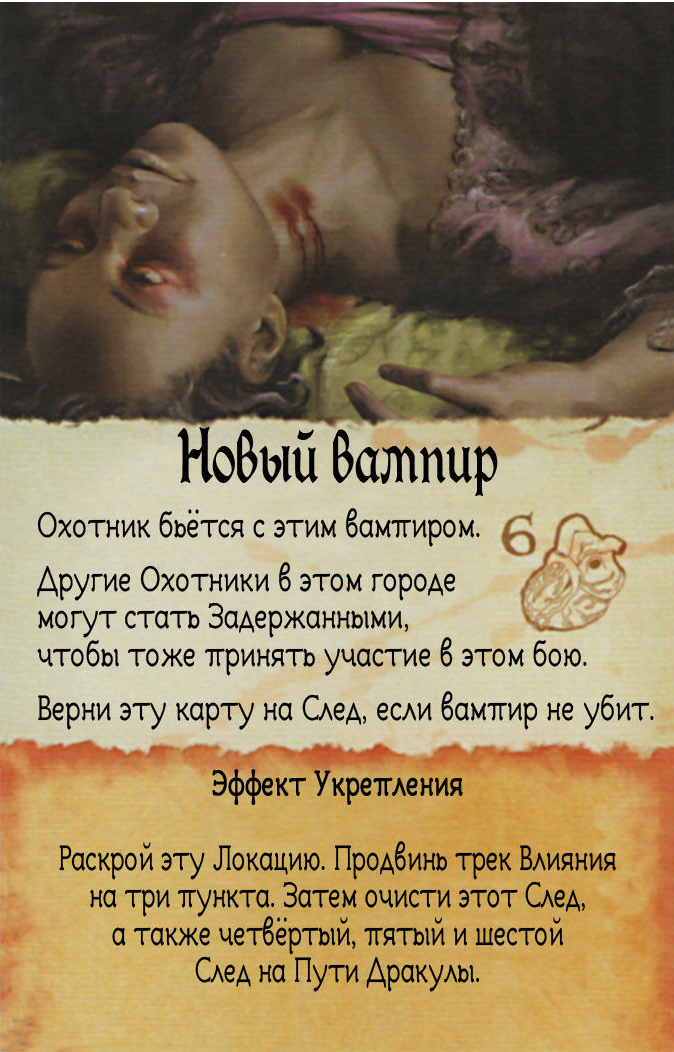 Новый вампир
Охотник бьётся с этим вампиром.
6
Другие Охотники в этом городе
могут стать Задержанными,
чтобы тоже принять участие в этом бою.
Верни эту карту на След, если вампир не убит.
Эффект Укрепления
Раскрой эту Локацию. Продвинь трек Влияния
на три пункта. Затем очисти этот След,
а также четвёртый, пятый и шестой
След на Пути Дракулы.